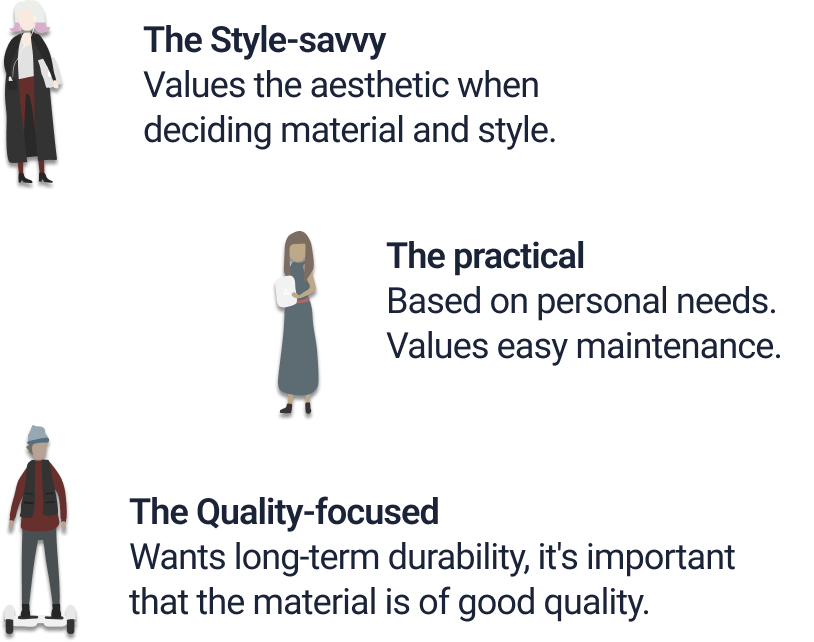 The Style-savvy
Values the aesthetic when
deciding material and style.
The practical
Based on personal needs.
Values easy maintenance.
The Quality-focused
Wants long-term durability, it's important
that the material is of good quality.